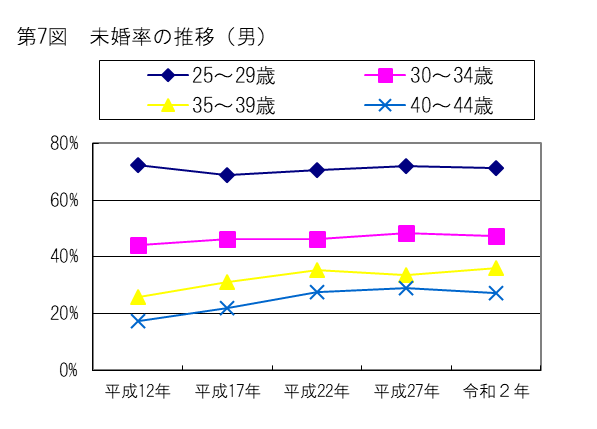 第7図　未婚率の推移（男）
25～29歳　30～34歳
35～39歳　40～44歳
80%
60%
40%
20%
0%
平成12年　平成17年　平成22年　平成27年　令和２年